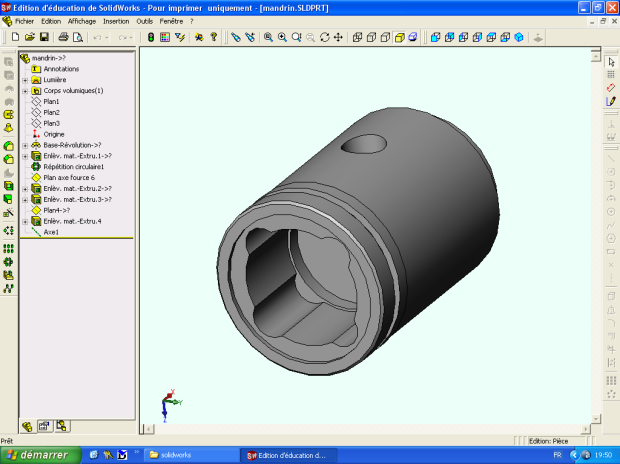 Edition d'éducation de SolidWorks - Pour imprimer uniquement - [mandrin.SLDPRT]
Fichier Edition Affichage Insertion Outils Fenêtre ?
mandrin->?
Annotations
Lumière
Corps volumiques(1)
Plan1
Plan2
Plan3
Origine
Base-Révolution->?
Enlèv. mat.-Extru.1->?
Répétition circulaire1
Plan axe fource 6
Enlèv. mat.-Extru.2->?
Enlèv. mat.-Extru.3->?
Plan4->?
Enlèv. mat.-Extru.4
Axe1
Prêt
Edition: Pièce
démarrer
solidworks
Edition d'éducation d...
FR
19:50